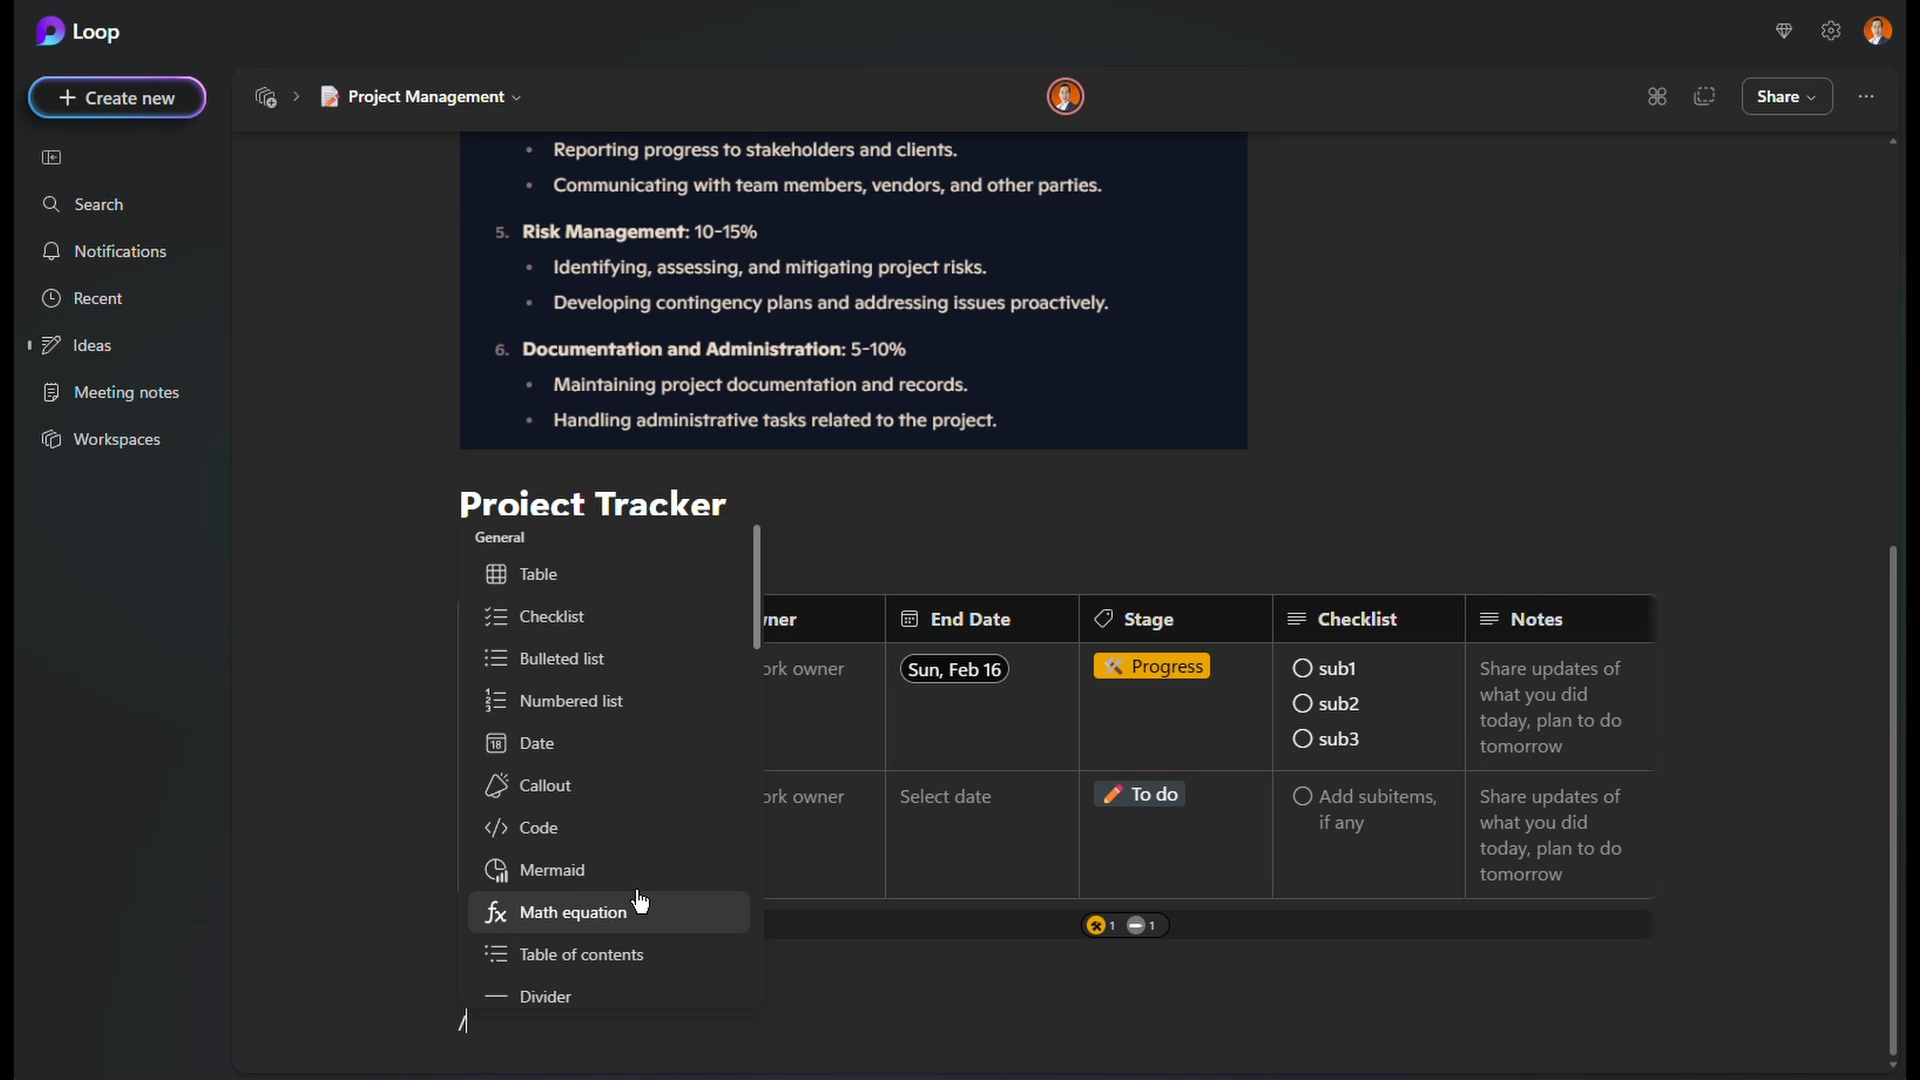 Loop
Create new
Project Management
Share
Search
Notifications
Recent
Ideas
Meeting notes
Workspaces
• Reporting progress to stakeholders and clients.
• Communicating with team members, vendors, and other parties.
5. Risk Management: 10-15%
• Identifying, assessing, and mitigating project risks.
• Developing contingency plans and addressing issues proactively.
6. Documentation and Administration: 5-10%
• Maintaining project documentation and records.
• Handling administrative tasks related to the project.
Project Tracker
General
Table
Checklist
Bulleted list
Numbered list
Date
Callout
Code
Mermaid
Math equation
Table of contents
Divider
/
End Date
Stage
Checklist
Notes
owner
Sun, Feb 16
Progress
sub1
sub2
sub3
Share updates of
what you did
today, plan to do
tomorrow
owner
Select date
To do
Add subitems,
if any
Share updates of
what you did
today, plan to do
tomorrow
1
1